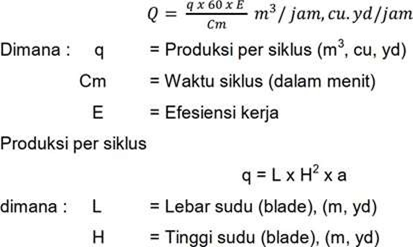 Q = q x 60 x E / Cm m³/ jam, cu. yd/jam
Dimana : q = Produksi per siklus (m³, cu, yd)
Cm = Waktu siklus (dalam menit)
E = Efesiensi kerja
Produksi per siklus
q = L x H² x a
dimana : L = Lebar sudu (blade), (m, yd)
H = Tinggi sudu (blade), (m, yd)